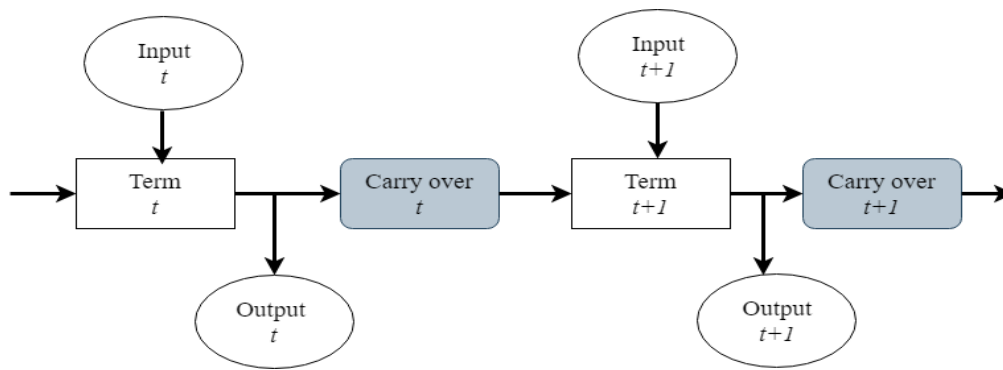 Input
t
Input
t+1
Term
t
Carry over
t
Term
t+1
Carry over
t+1
Output
t
Output
t+1